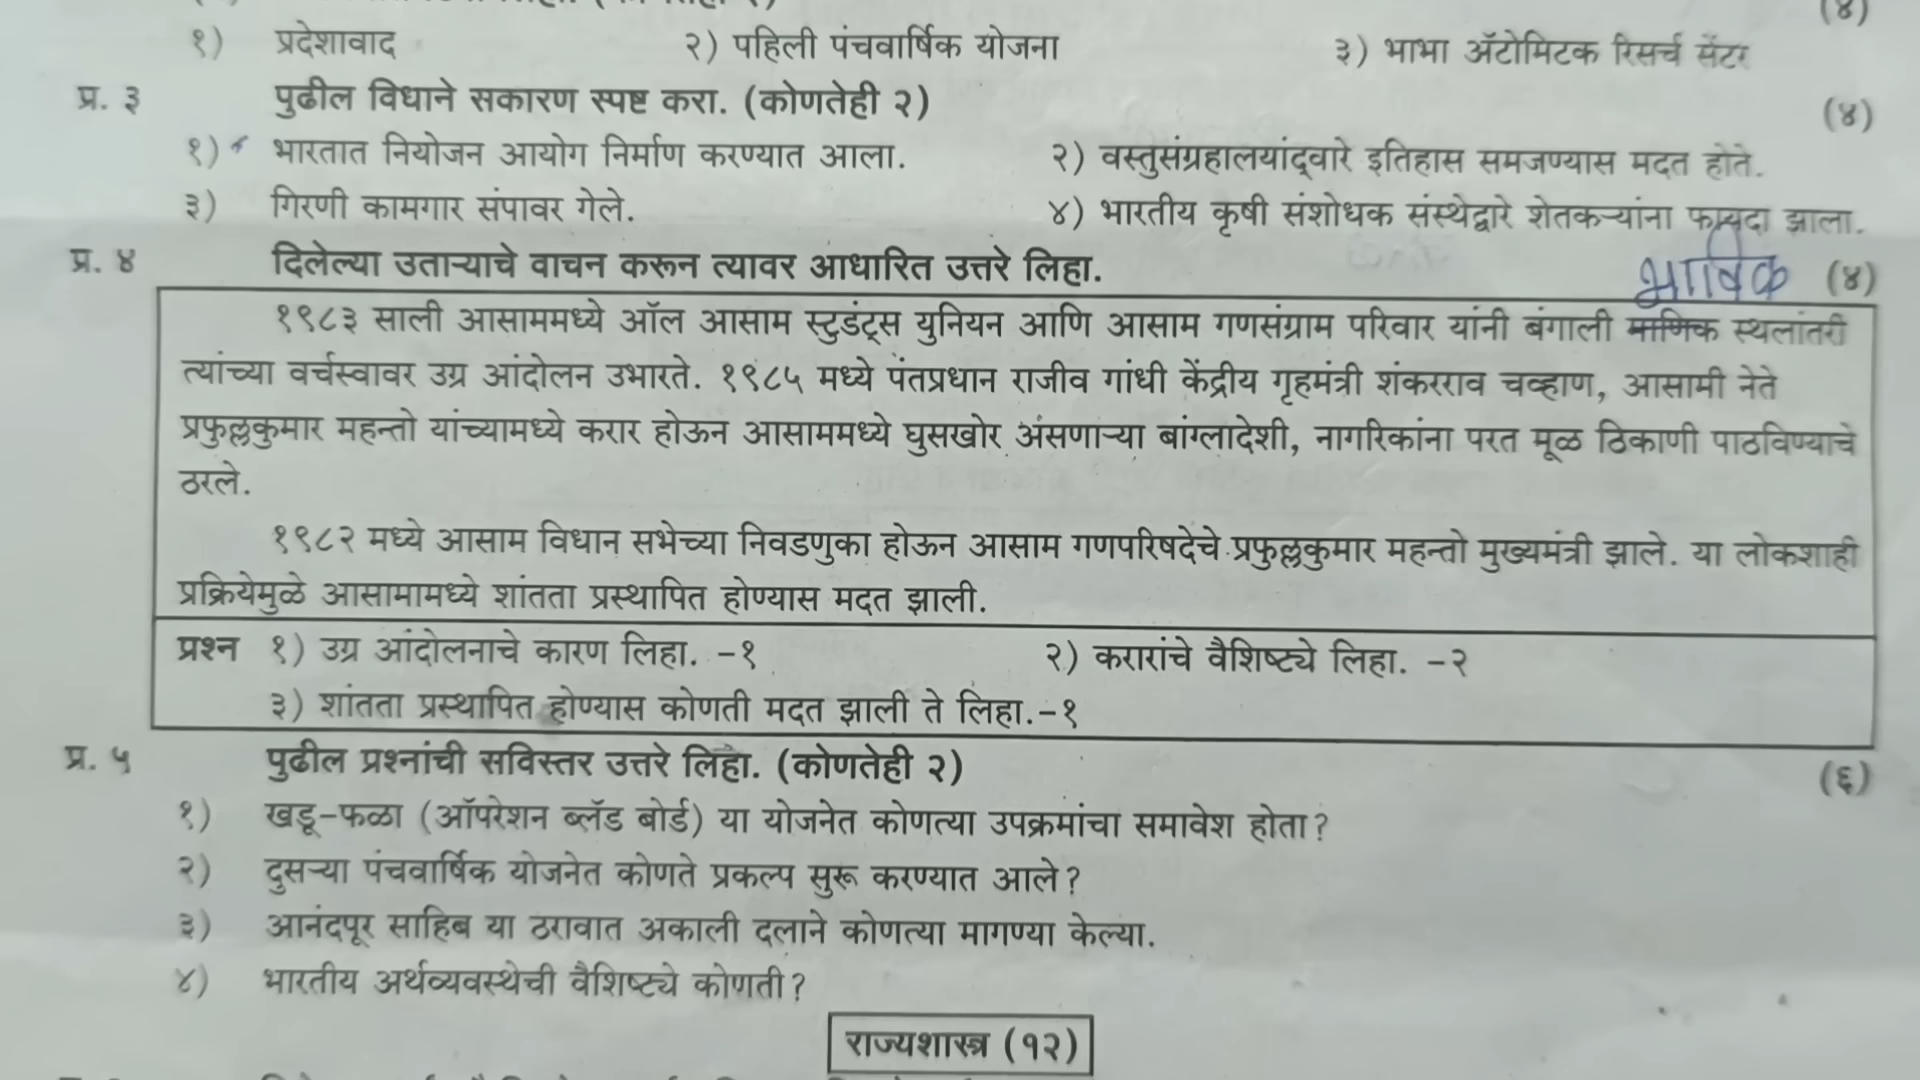 (४)
१) प्रदेशावाद २) पहिली पंचवार्षिक योजना ३) भाभा ॲटोमिटक रिसर्च सेंटर
प्र. ३ पुढील विधाने सकारण स्पष्ट करा. (कोणतेही २) (४)
१) भारतात नियोजन आयोग निर्माण करण्यात आला. २) वस्तुसंग्रहालयांद्वारे इतिहास समजण्यास मदत होते.
३) गिरणी कामगार संपावर गेले. ४) भारतीय कृषी संशोधक संस्थेद्वारे शेतकऱ्यांना फायदा झाला.
प्र. ४ दिलेल्या उताऱ्याचे वाचन करून त्यावर आधारित उत्तरे लिहा. भाषिक (४)
१९८३ साली आसाममध्ये ऑल आसाम स्टुडंट्स युनियन आणि आसाम गणसंग्राम परिवार यांनी बंगाली माणिक स्थलांतरी
त्यांच्या वर्चस्वावर उग्र आंदोलन उभारते. १९८५ मध्ये पंतप्रधान राजीव गांधी केंद्रीय गृहमंत्री शंकरराव चव्हाण, आसामी नेते
प्रफुल्लकुमार महन्तो यांच्यामध्ये करार होऊन आसाममध्ये घुसखोर अंसणाऱ्या बांग्लादेशी, नागरिकांना परत मूळ ठिकाणी पाठविण्याचे
ठरले.
१९८२ मध्ये आसाम विधान सभेच्या निवडणुका होऊन आसाम गणपरिषदेचे प्रफुल्लकुमार महन्तो मुख्यमंत्री झाले. या लोकशाही
प्रक्रियेमुळे आसामामध्ये शांतता प्रस्थापित होण्यास मदत झाली.
प्रश्न १) उग्र आंदोलनाचे कारण लिहा. -१ २) करारांचे वैशिष्ट्ये लिहा. -२
३) शांतता प्रस्थापित होण्यास कोणती मदत झाली ते लिहा.-१
प्र. ५ पुढील प्रश्नांची सविस्तर उत्तरे लिहा. (कोणतेही २) (६)
१) खडू-फळा (ऑपरेशन ब्लॅड बोर्ड) या योजनेत कोणत्या उपक्रमांचा समावेश होता?
२) दुसऱ्या पंचवार्षिक योजनेत कोणते प्रकल्प सुरू करण्यात आले?
३) आनंदपूर साहिब या ठरावात अकाली दलाने कोणत्या मागण्या केल्या.
४) भारतीय अर्थव्यवस्थेची वैशिष्ट्ये कोणती?
राज्यशास्त्र (१२)